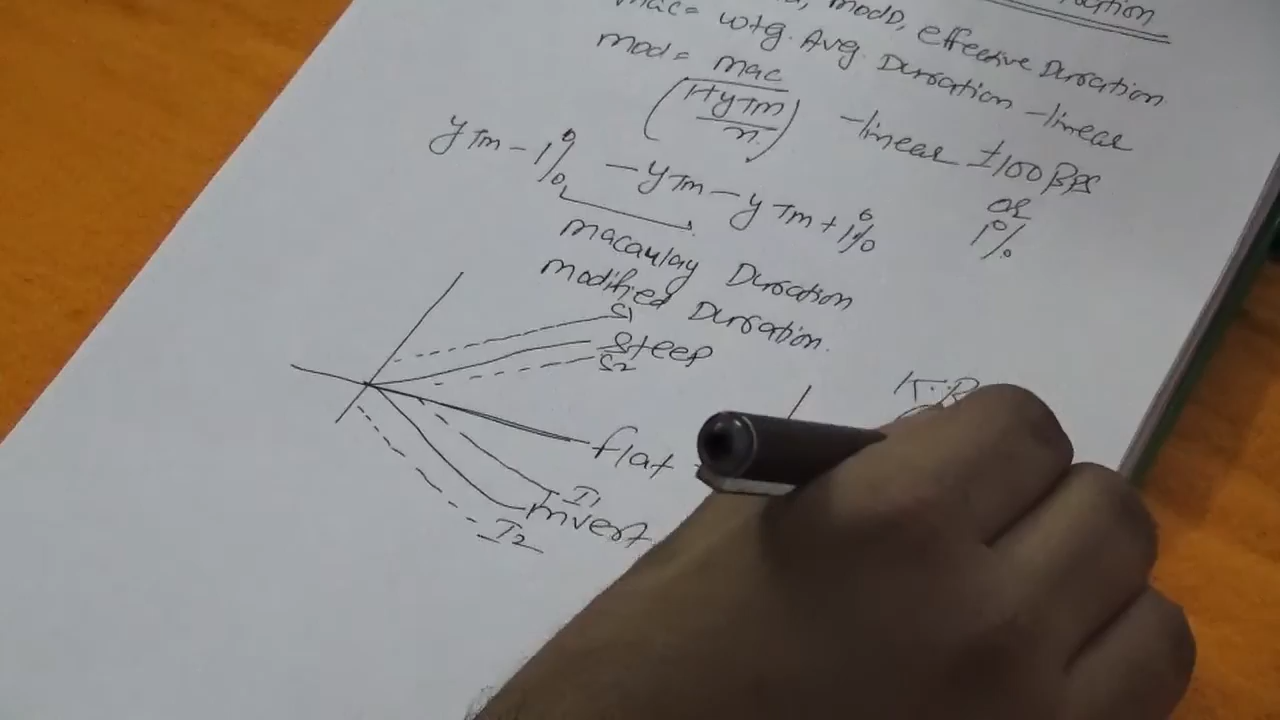 modD, effective Duration
mac = wtg. Avg. Duration - linear
mod = mac
(1+YTM
n) - linear ±100 BPS
or
1%
YTM - 1% - YTM - YTM + 1%
macaulay Duration
modified Duration.
S1
Steep
S2
flat
I1
Invert
I2